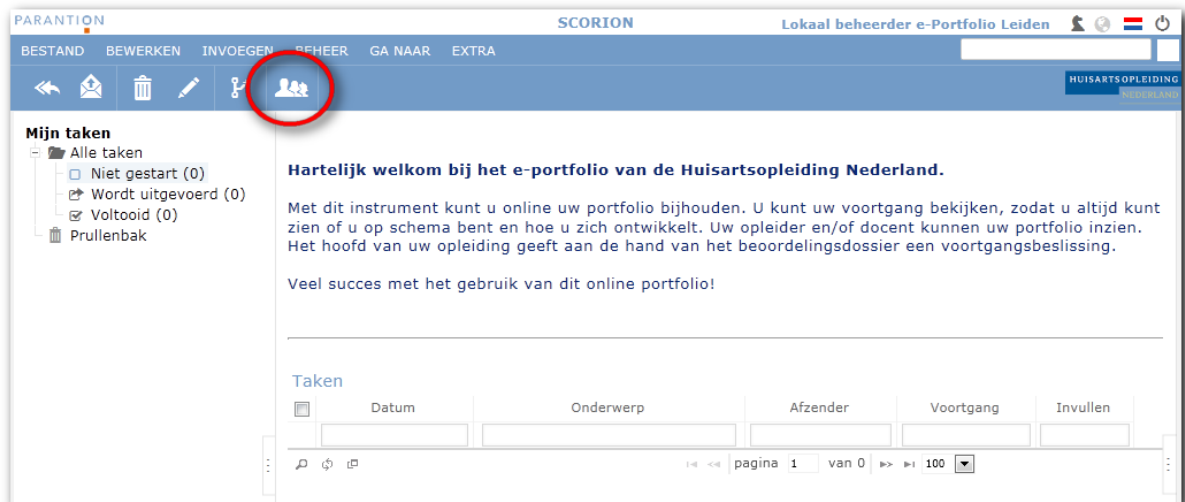 PARANTION
SCORION
Lokaal beheerder e-Portfolio Leiden
BESTAND BEWERKEN INVOEGEN BEHEER GA NAAR EXTRA
HUISARTSOPLEIDING
NEDERLAND
Mijn taken
Alle taken
Niet gestart (0)
Wordt uitgevoerd (0)
Voltooid (0)
Prullenbak
Hartelijk welkom bij het e-portfolio van de Huisartsopleiding Nederland.
Met dit instrument kunt u online uw portfolio bijhouden. U kunt uw voortgang bekijken, zodat u altijd kunt
zien of u op schema bent en hoe u zich ontwikkelt. Uw opleider en/of docent kunnen uw portfolio inzien.
Het hoofd van uw opleiding geeft aan de hand van het beoordelingsdossier een voortgangsbeslissing.
Veel succes met het gebruik van dit online portfolio!
Taken
Datum Onderwerp Afzender Voortgang Invullen
pagina 1 van 0 100